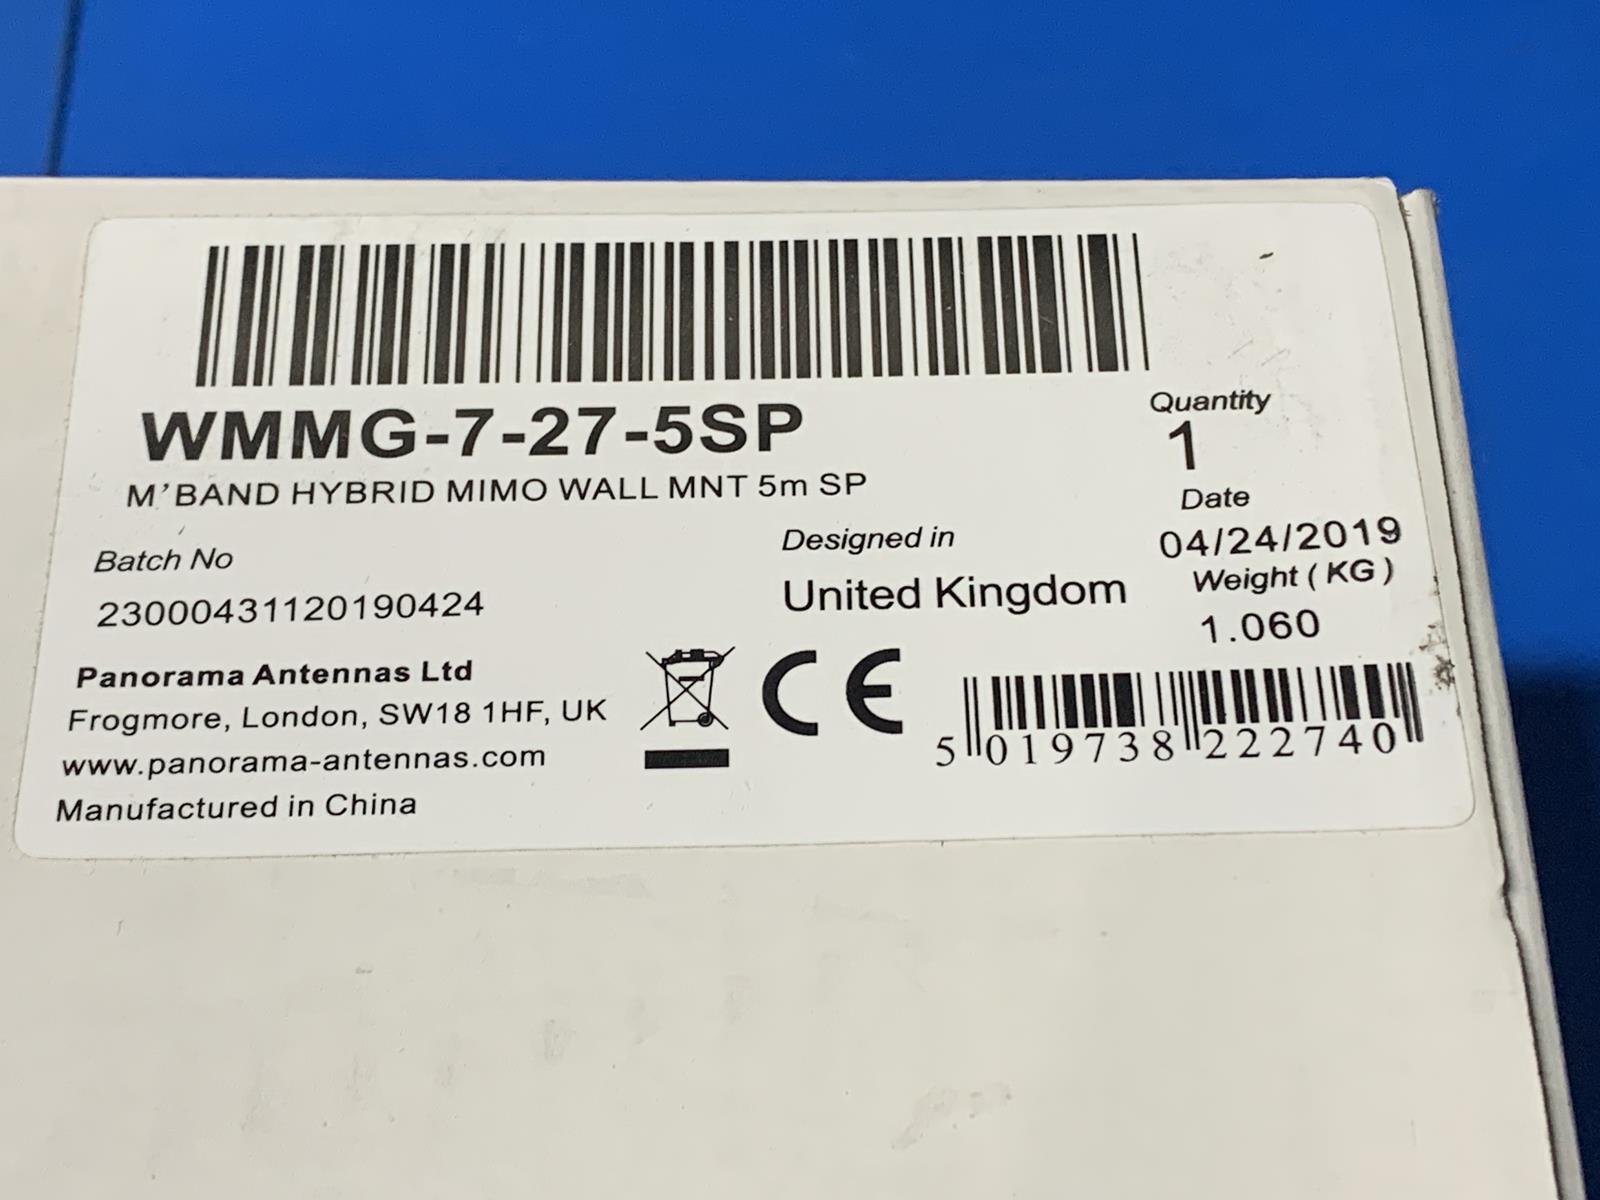 WMMG-7-27-5SP
M'BAND HYBRID MIMO WALL MNT 5m SP
Quantity
1
Date
04/24/2019
Weight ( KG )
1.060
Batch No
23000431120190424
Designed in
United Kingdom
Panorama Antennas Ltd
Frogmore, London, SW18 1HF, UK
www.panorama-antennas.com
Manufactured in China
CE
5 019738 222740